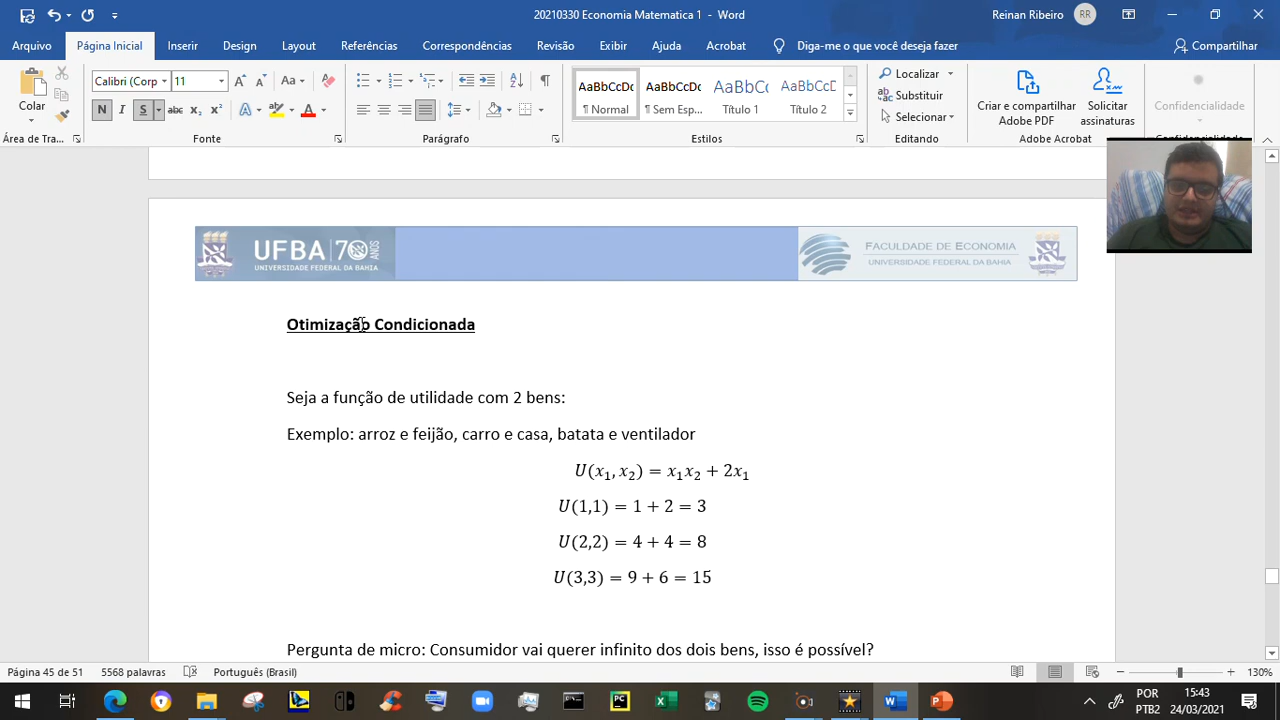 20210330 Economia Matematica 1 - Word
Reinan Ribeiro RR
Arquivo Página Inicial Inserir Design Layout Referências Correspondências Revisão Exibir Ajuda Acrobat Diga-me o que você deseja fazer Compartilhar
Colar
Calibri (Corp 11
AaBbCcDc AaBbCcDc AaBbCc AaBbCcD
¶ Normal ¶ Sem Esp... Título 1 Título 2
Localizar
Substituir
Selecionar
Criar e compartilhar Adobe PDF
Solicitar assinaturas
Confidencialidade
Área de Tra... Fonte Parágrafo Estilos Editando Adobe Acrobat Confidencialidade
UFBA 70 ANOS
UNIVERSIDADE FEDERAL DA BAHIA
FACULDADE DE ECONOMIA
UNIVERSIDADE FEDERAL DA BAHIA
Otimização Condicionada
Seja a função de utilidade com 2 bens:
Exemplo: arroz e feijão, carro e casa, batata e ventilador
U(x₁, x₂) = x₁x₂ + 2x₁
U(1,1) = 1 + 2 = 3
U(2,2) = 4 + 4 = 8
U(3,3) = 9 + 6 = 15
Pergunta de micro: Consumidor vai querer infinito dos dois bens, isso é possível?
Página 45 de 51 5568 palavras Português (Brasil) 130%
POR
PTB2
15:43
24/03/2021